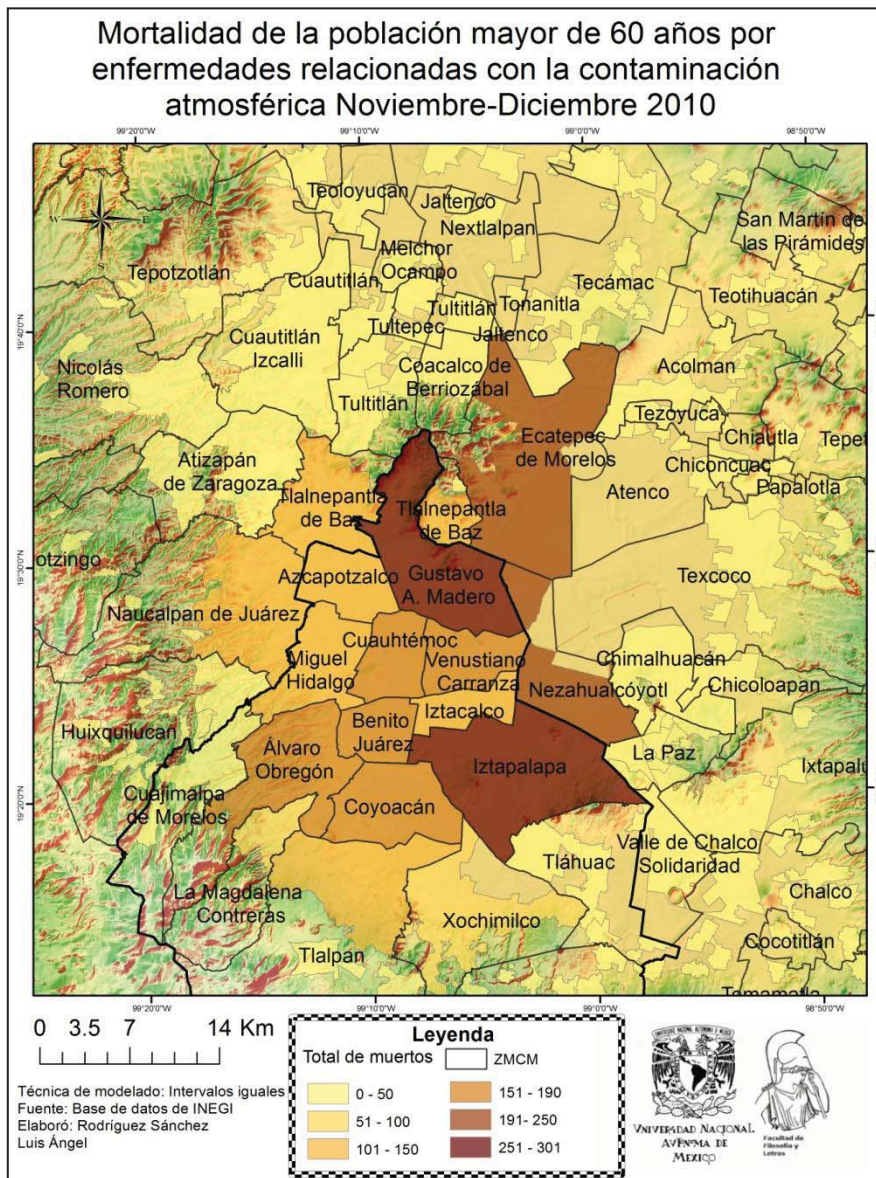 Mortalidad de la población mayor de 60 años por
enfermedades relacionadas con la contaminación
atmosférica Noviembre-Diciembre 2010
99°20'0"W
99°10'0"W
99°0'0"W
98°50'0"W
N
W
E
S
Teoloyucan
Jaltenco
Nextlalpan
San Martín de
las Pirámides
Melchor
Ocampo
Tepotzotlán
Cuautitlán
Tecámac
Teotihuacán
Tultitlán
Tonanitla
Tultepec
Jaltenco
19°40'0"N
Cuautitlán
Izcalli
Nicolás
Romero
Coacalco de
Berriozábal
Acolman
Tultitlán
Tezoyuca
Ecatepec
de Morelos
Chiautla
Tepet
Atizapán
de Zaragoza
Chiconcuac
Papalotla
Atenco
Tlalnepantla
de Baz
Tlalnepantla
de Baz
otzingo
19°30'0"N
Azcapotzalco
Gustavo
A. Madero
Texcoco
Naucalpan de Juárez
Cuauhtémoc
Miguel
Hidalgo
Venustiano
Carranza
Chimalhuacán
Nezahualcóyotl
Chicoloapan
Iztacalco
Huixquilucan
Benito
Juárez
Álvaro
Obregón
La Paz
Iztapalapa
Ixtapalu
19°20'0"N
Cuajimalpa
de Morelos
Coyoacán
Valle de Chalco
Solidaridad
Tláhuac
La Magdalena
Contreras
Chalco
Xochimilco
Cocotitlán
Tlalpan
Temamatla
99°20'0"W
99°10'0"W
99°0'0"W
98°50'0"W
0 3.5 7 14 Km
Técnica de modelado: Intervalos iguales
Fuente: Base de datos de INEGI
Elaboró: Rodríguez Sánchez
Luis Ángel
Leyenda
Total de muertos
ZMCM
0 - 50
51 - 100
101 - 150
151 - 190
191- 250
251 - 301
VNIVERSIDAD NACIONAL
AVTNºMA DE
MEXICO
Facultad de
Filosofía y
Letras